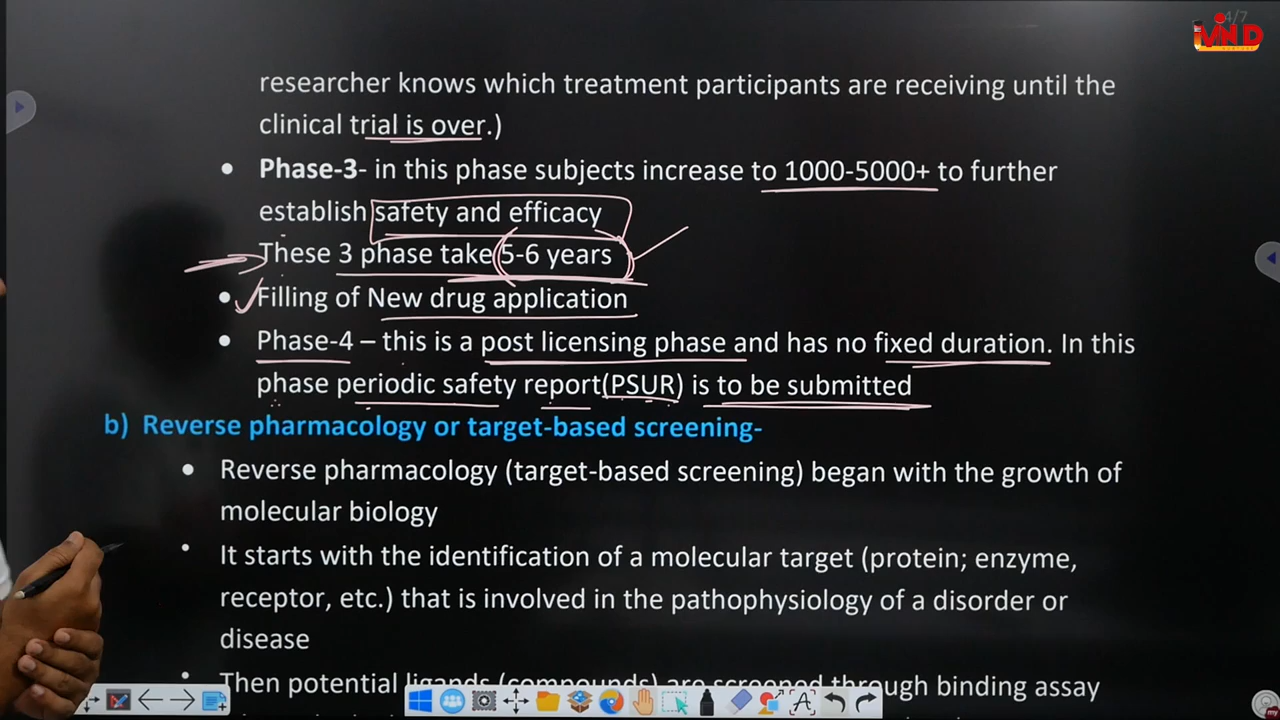 4/7
researcher knows which treatment participants are receiving until the
clinical trial is over.)
• Phase-3- in this phase subjects increase to 1000-5000+ to further
establish safety and efficacy
These 3 phase take 5-6 years
• Filling of New drug application
• Phase-4 – this is a post licensing phase and has no fixed duration. In this
phase periodic safety report(PSUR) is to be submitted
b) Reverse pharmacology or target-based screening-
• Reverse pharmacology (target-based screening) began with the growth of
molecular biology
• It starts with the identification of a molecular target (protein; enzyme,
receptor, etc.) that is involved in the pathophysiology of a disorder or
disease
• Then potential ligands (compounds) are screened through binding assay